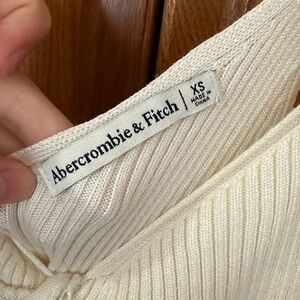 Abercrombie & Fitch | XS
MADE IN
CHINA